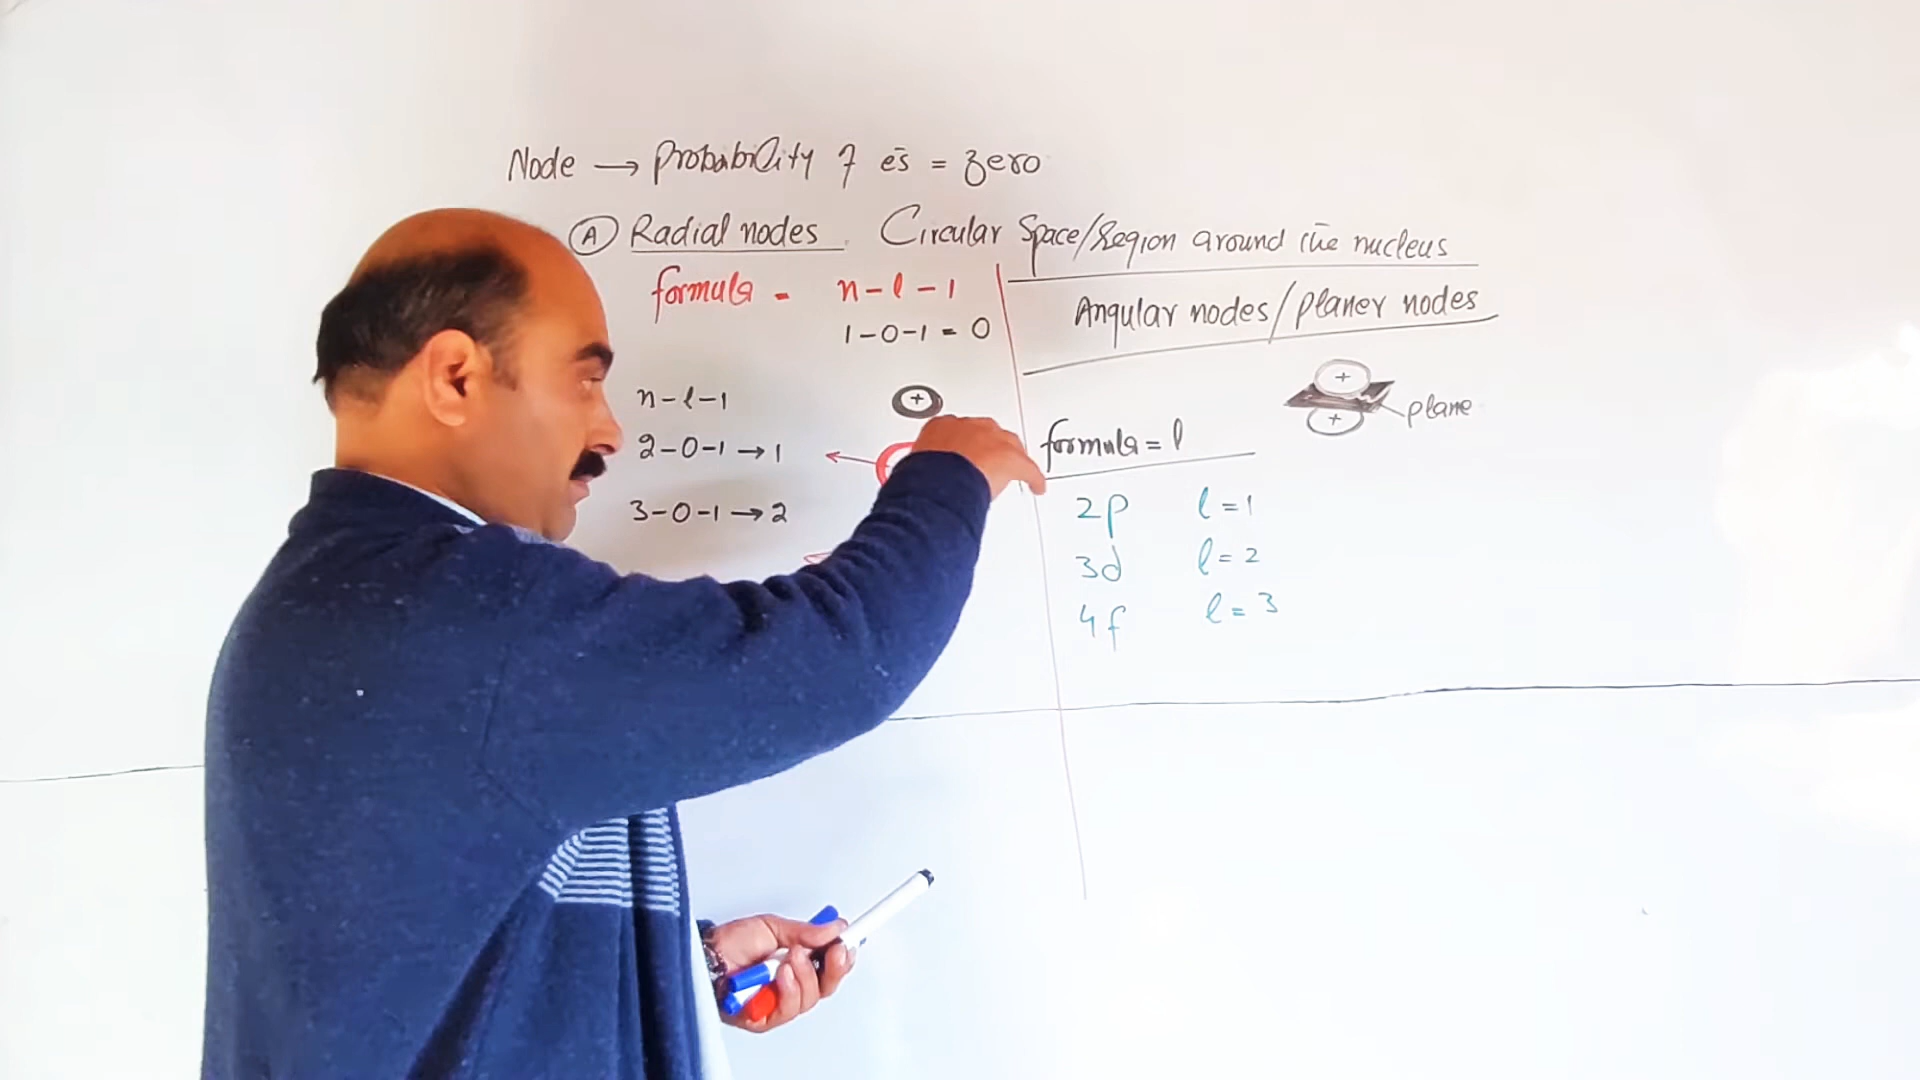 Node → Probability of es = zero
A Radial nodes. Circular Space/Region around the nucleus
formula = n-l-1
1-0-1 = 0
n-l-1
2-0-1 → 1
3-0-1 → 2
+
Angular nodes/planer nodes
+
+
plane
formula = l
2p l = 1
3d l = 2
4f l = 3